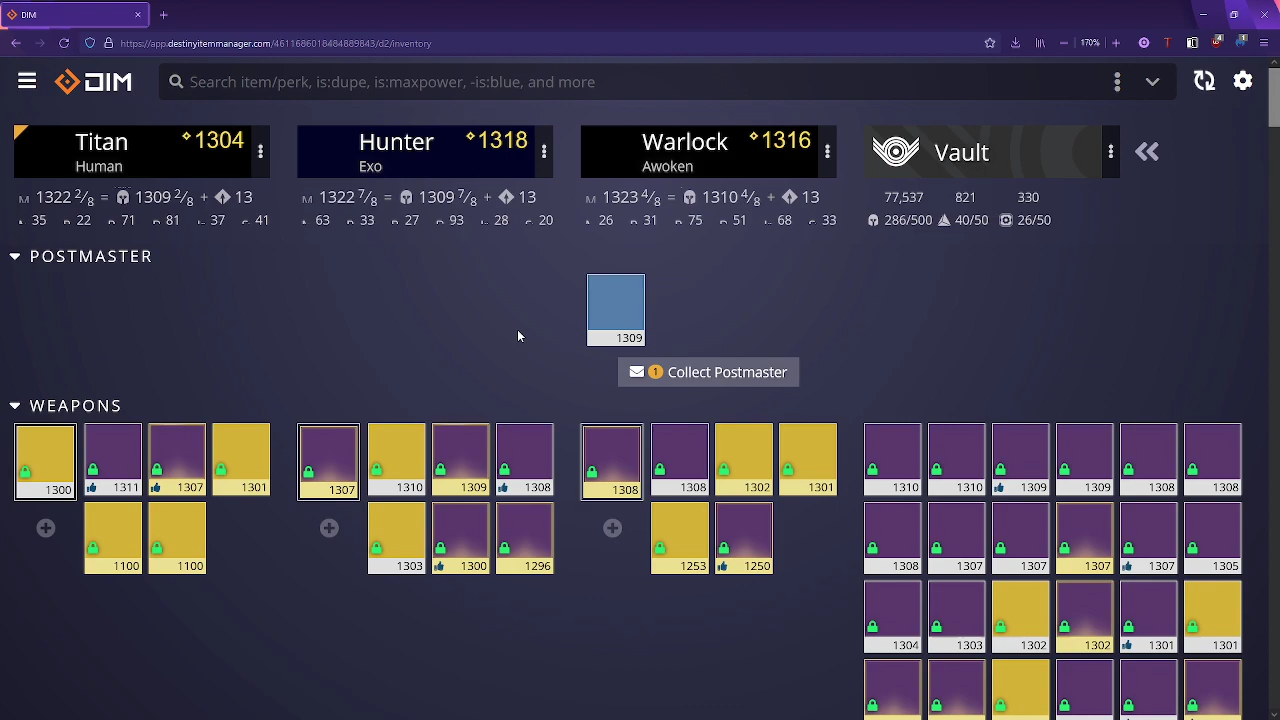 DIM
https://app.destinyitemmanager.com/4611686018484889843/d2/inventory
170%
DIM
Search item/perk, is:dupe, is:maxpower, -is:blue, and more
Titan 1304
Human
Hunter 1318
Exo
Warlock 1316
Awoken
Vault
M 1322 2/8 = 1309 2/8 + 13
M 1322 7/8 = 1309 7/8 + 13
M 1323 4/8 = 1310 4/8 + 13
77,537 821 330
35 22 71 81 37 41
63 33 27 93 28 20
26 31 75 51 68 33
286/500 40/50 26/50
POSTMASTER
1309
1 Collect Postmaster
WEAPONS
1300 1311 1307 1301
1307 1310 1309 1308
1308 1308 1302 1301
1310 1310 1309 1309 1308 1308
1100 1100
1303 1300 1296
1253 1250
1308 1307 1307 1307 1307 1305
1304 1303 1302 1302 1301 1301